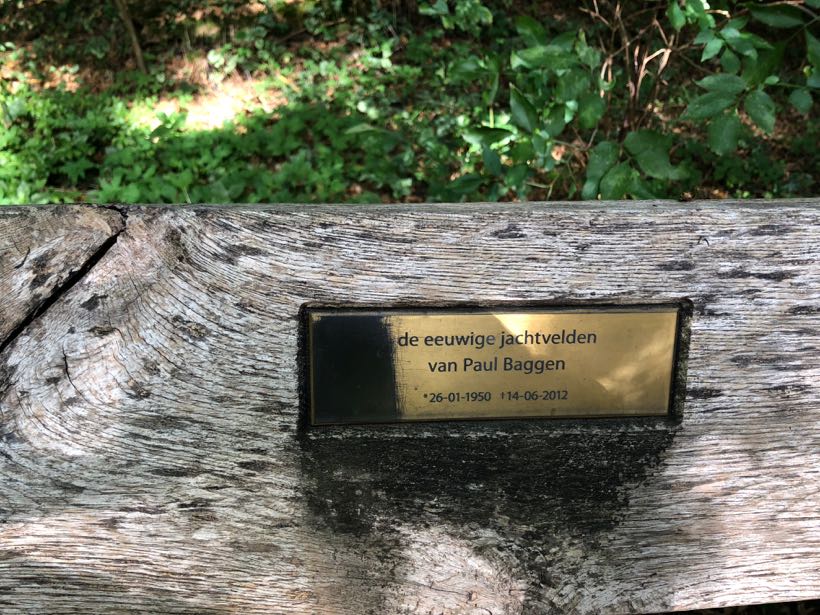 de eeuwige jachtvelden
van Paul Baggen
*26-01-1950 †14-06-2012